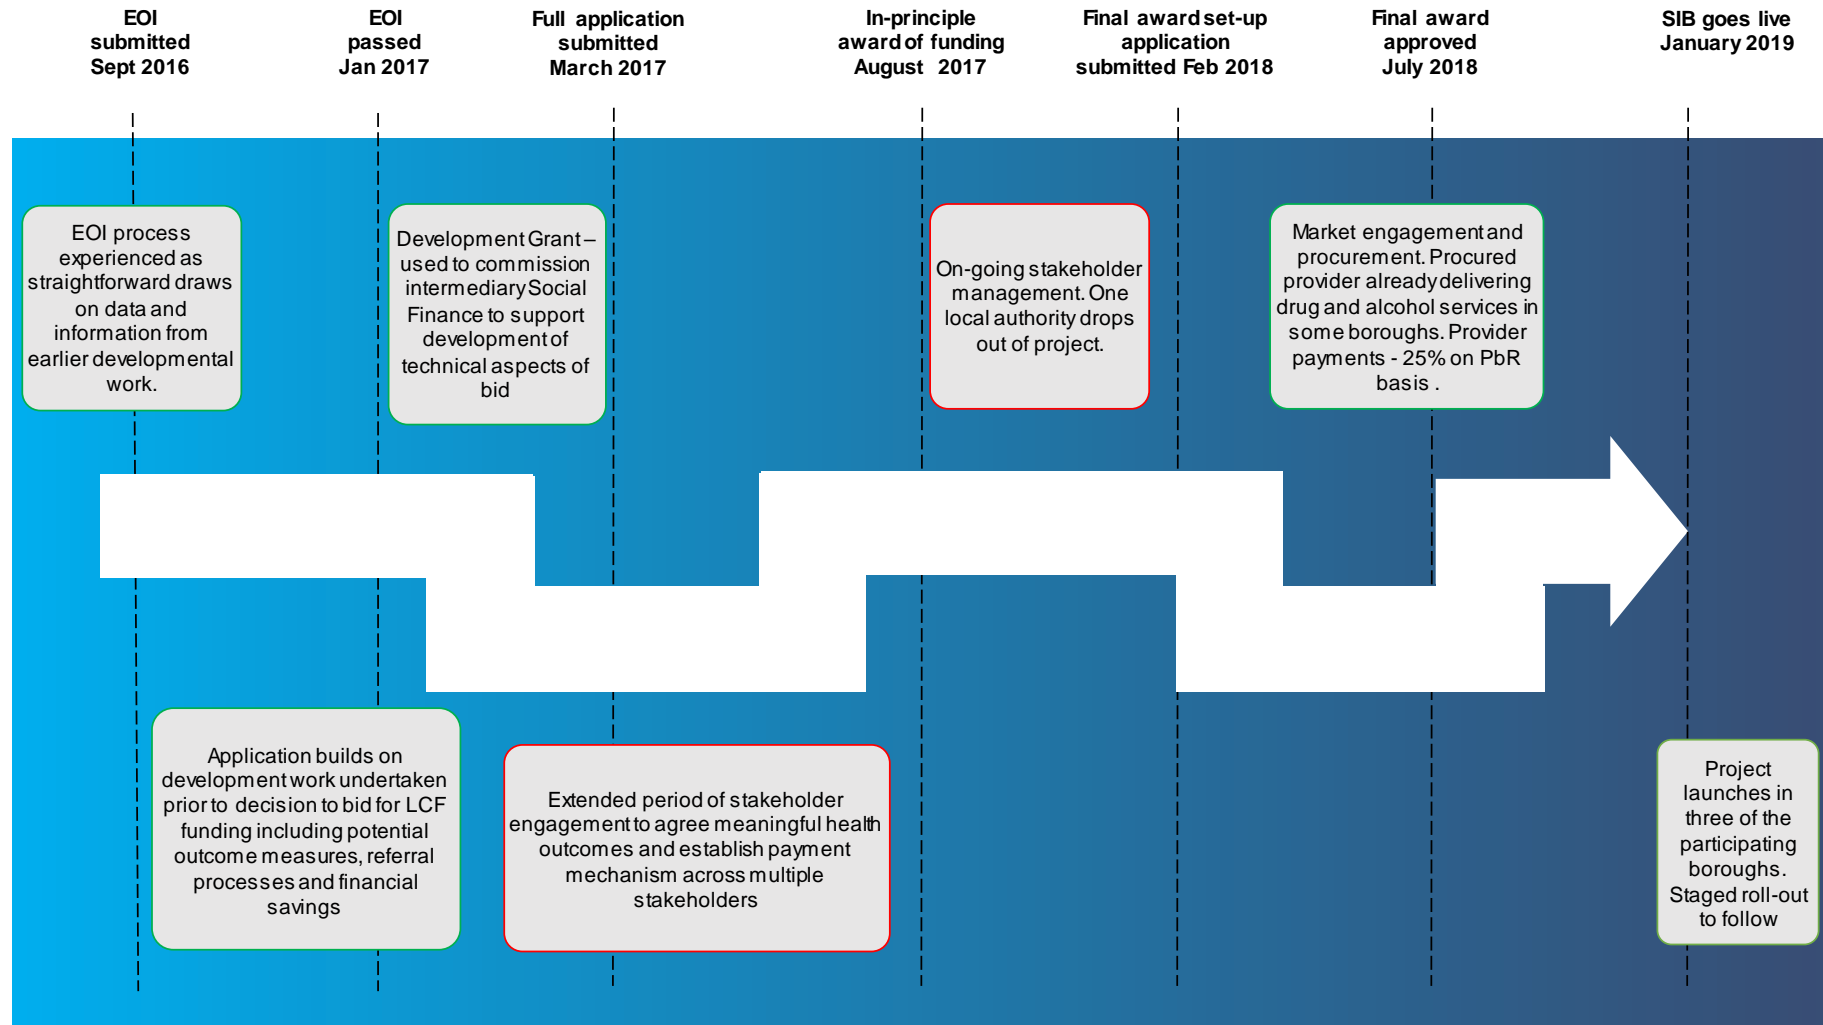 EOI
submitted
Sept 2016
EOI
passed
Jan 2017
Full application
submitted
March 2017
In-principle
award of funding
August 2017
Final award set-up
application
submitted Feb 2018
Final award
approved
July 2018
SIB goes live
January 2019
EOI process
experienced as
straightforward draws
on data and
information from
earlier developmental
work.
Development Grant –
used to commission
intermediary Social
Finance to support
development of
technical aspects of
bid
On-going stakeholder
management. One
local authority drops
out of project.
Market engagement and
procurement. Procured
provider already delivering
drug and alcohol services in
some boroughs. Provider
payments - 25% on PbR
basis .
Application builds on
development work undertaken
prior to decision to bid for LCF
funding including potential
outcome measures, referral
processes and financial
savings
Extended period of stakeholder
engagement to agree meaningful health
outcomes and establish payment
mechanism across multiple
stakeholders
Project
launches in
three of the
participating
boroughs.
Staged roll-out
to follow